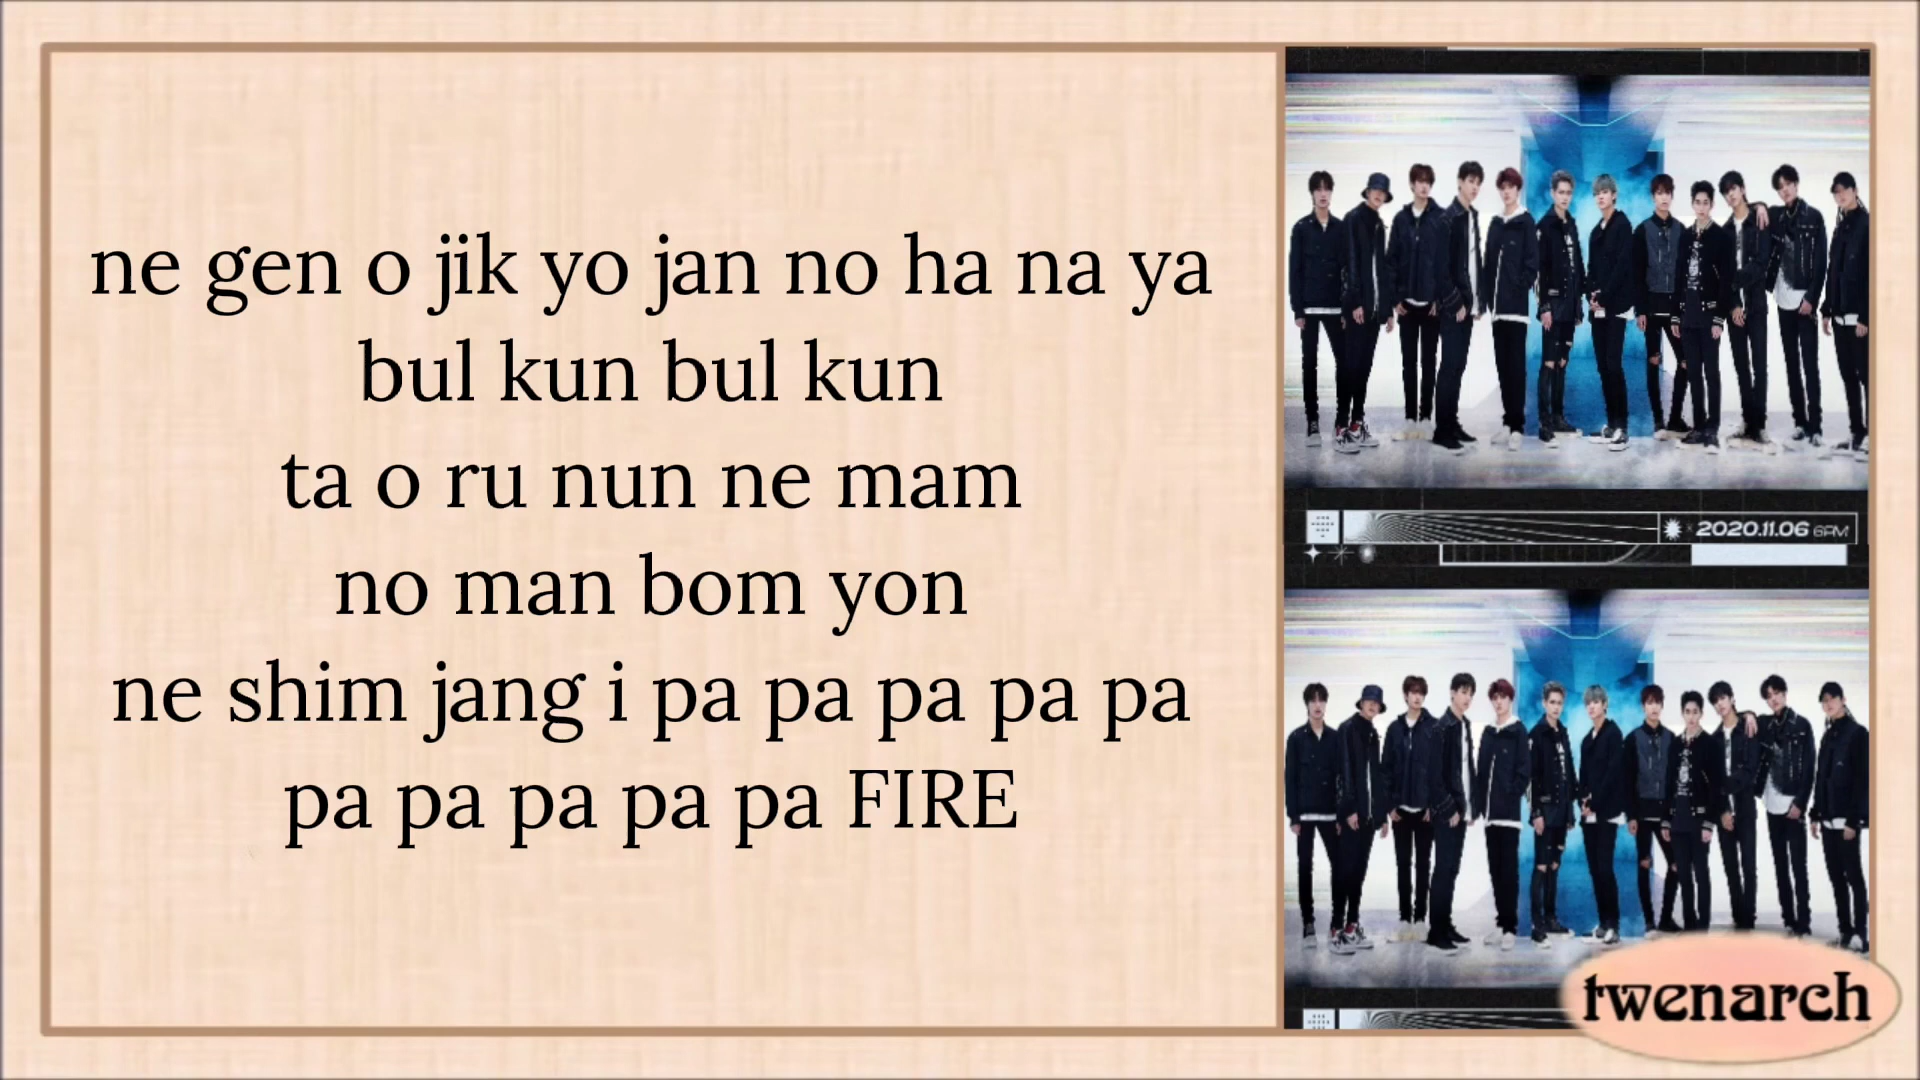 ne gen o jik yo jan no ha na ya
bul kun bul kun
ta o ru nun ne mam
no man bom yon
ne shim jang i pa pa pa pa pa
pa pa pa pa pa FIRE
2020.11.06 6PM
twenarch